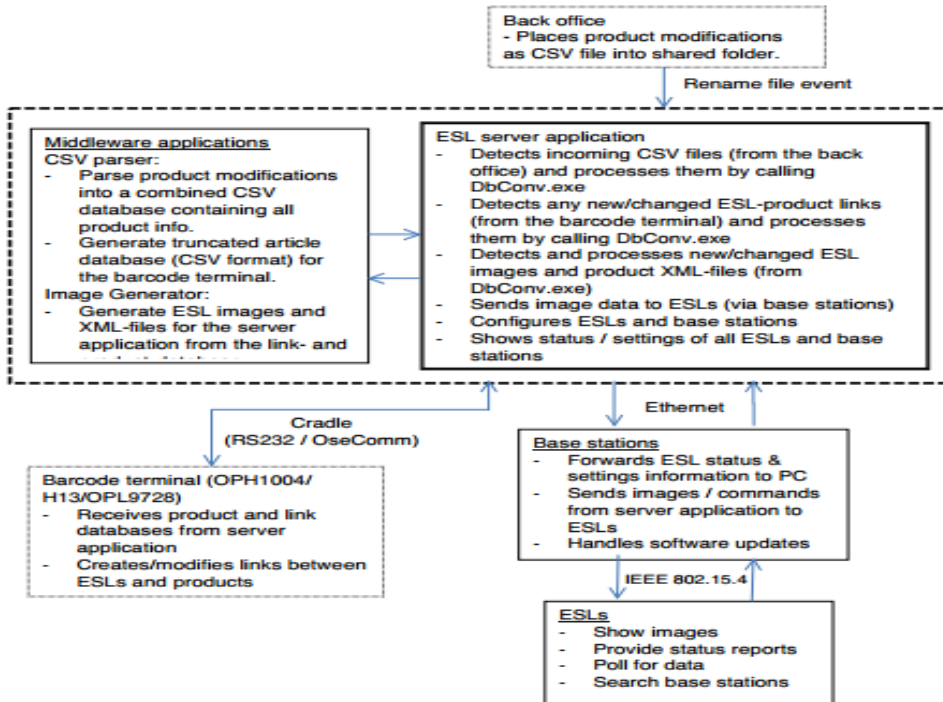 Back office
- Places product modifications
as CSV file into shared folder.
Rename file event
Middleware applications
CSV parser:
- Parse product modifications
into a combined CSV
database containing all
product info.
- Generate truncated article
database (CSV format) for
the barcode terminal.
Image Generator:
- Generate ESL images and
XML-files for the server
application from the link- and
ESL server application
- Detects incoming CSV files (from the back
office) and processes them by calling
DbConv.exe
- Detects any new/changed ESL-product links
(from the barcode terminal) and processes
them by calling DbConv.exe
- Detects and processes new/changed ESL
images and product XML-files (from
DbConv.exe)
- Sends image data to ESLs (via base stations)
- Configures ESLs and base stations
- Shows status / settings of all ESLs and base
stations
Cradle
(RS232 / OseComm)
Ethernet
Barcode terminal (OPH1004/
H13/OPL9728)
- Receives product and link
databases from server
application
- Creates/modifies links between
ESLs and products
Base stations
- Forwards ESL status &
settings information to PC
- Sends images / commands
from server application to
ESLs
- Handles software updates
IEEE 802.15.4
ESLs
- Show images
- Provide status reports
- Poll for data
- Search base stations